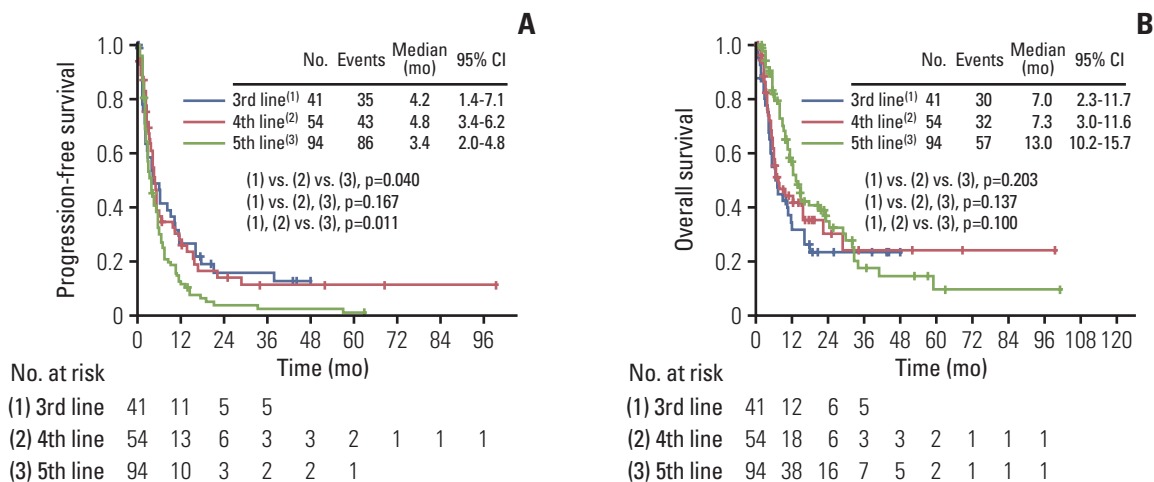 A
Progression-free survival
1.0
0.8
0.6
0.4
0.2
0
No. Events Median (mo) 95% CI
3rd line(1) 41 35 4.2 1.4-7.1
4th line(2) 54 43 4.8 3.4-6.2
5th line(3) 94 86 3.4 2.0-4.8
(1) vs. (2) vs. (3), p=0.040
(1) vs. (2), (3), p=0.167
(1), (2) vs. (3), p=0.011
0 12 24 36 48 60 72 84 96
Time (mo)
No. at risk
(1) 3rd line 41 11 5 5
(2) 4th line 54 13 6 3 3 2 1 1 1
(3) 5th line 94 10 3 2 2 1
B
Overall survival
1.0
0.8
0.6
0.4
0.2
0
No. Events Median (mo) 95% CI
3rd line(1) 41 30 7.0 2.3-11.7
4th line(2) 54 32 7.3 3.0-11.6
5th line(3) 94 57 13.0 10.2-15.7
(1) vs. (2) vs. (3), p=0.203
(1) vs. (2), (3), p=0.137
(1), (2) vs. (3), p=0.100
0 12 24 36 48 60 72 84 96 108 120
Time (mo)
No. at risk
(1) 3rd line 41 12 6 5
(2) 4th line 54 18 6 3 3 2 1 1 1
(3) 5th line 94 38 16 7 5 2 1 1 1